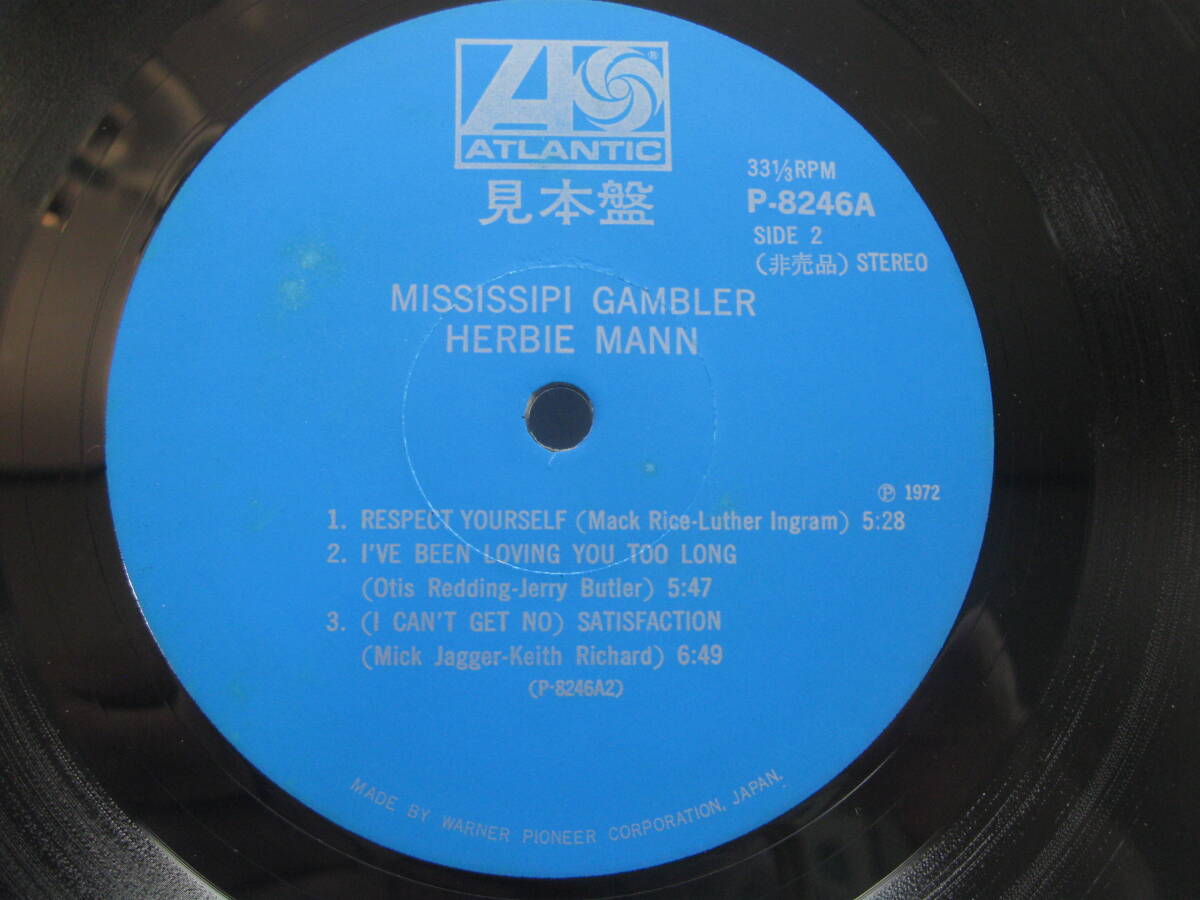 ATLANTIC
®
見本盤
33⅓RPM
P-8246A
SIDE 2
(非売品) STEREO
MISSISSIPI GAMBLER
HERBIE MANN
℗ 1972
1. RESPECT YOURSELF (Mack Rice-Luther Ingram) 5:28
2. I'VE BEEN LOVING YOU TOO LONG
(Otis Redding-Jerry Butler) 5:47
3. (I CAN'T GET NO) SATISFACTION
(Mick Jagger-Keith Richard) 6:49
(P-8246A2)
MADE BY WARNER PIONEER CORPORATION, JAPAN.